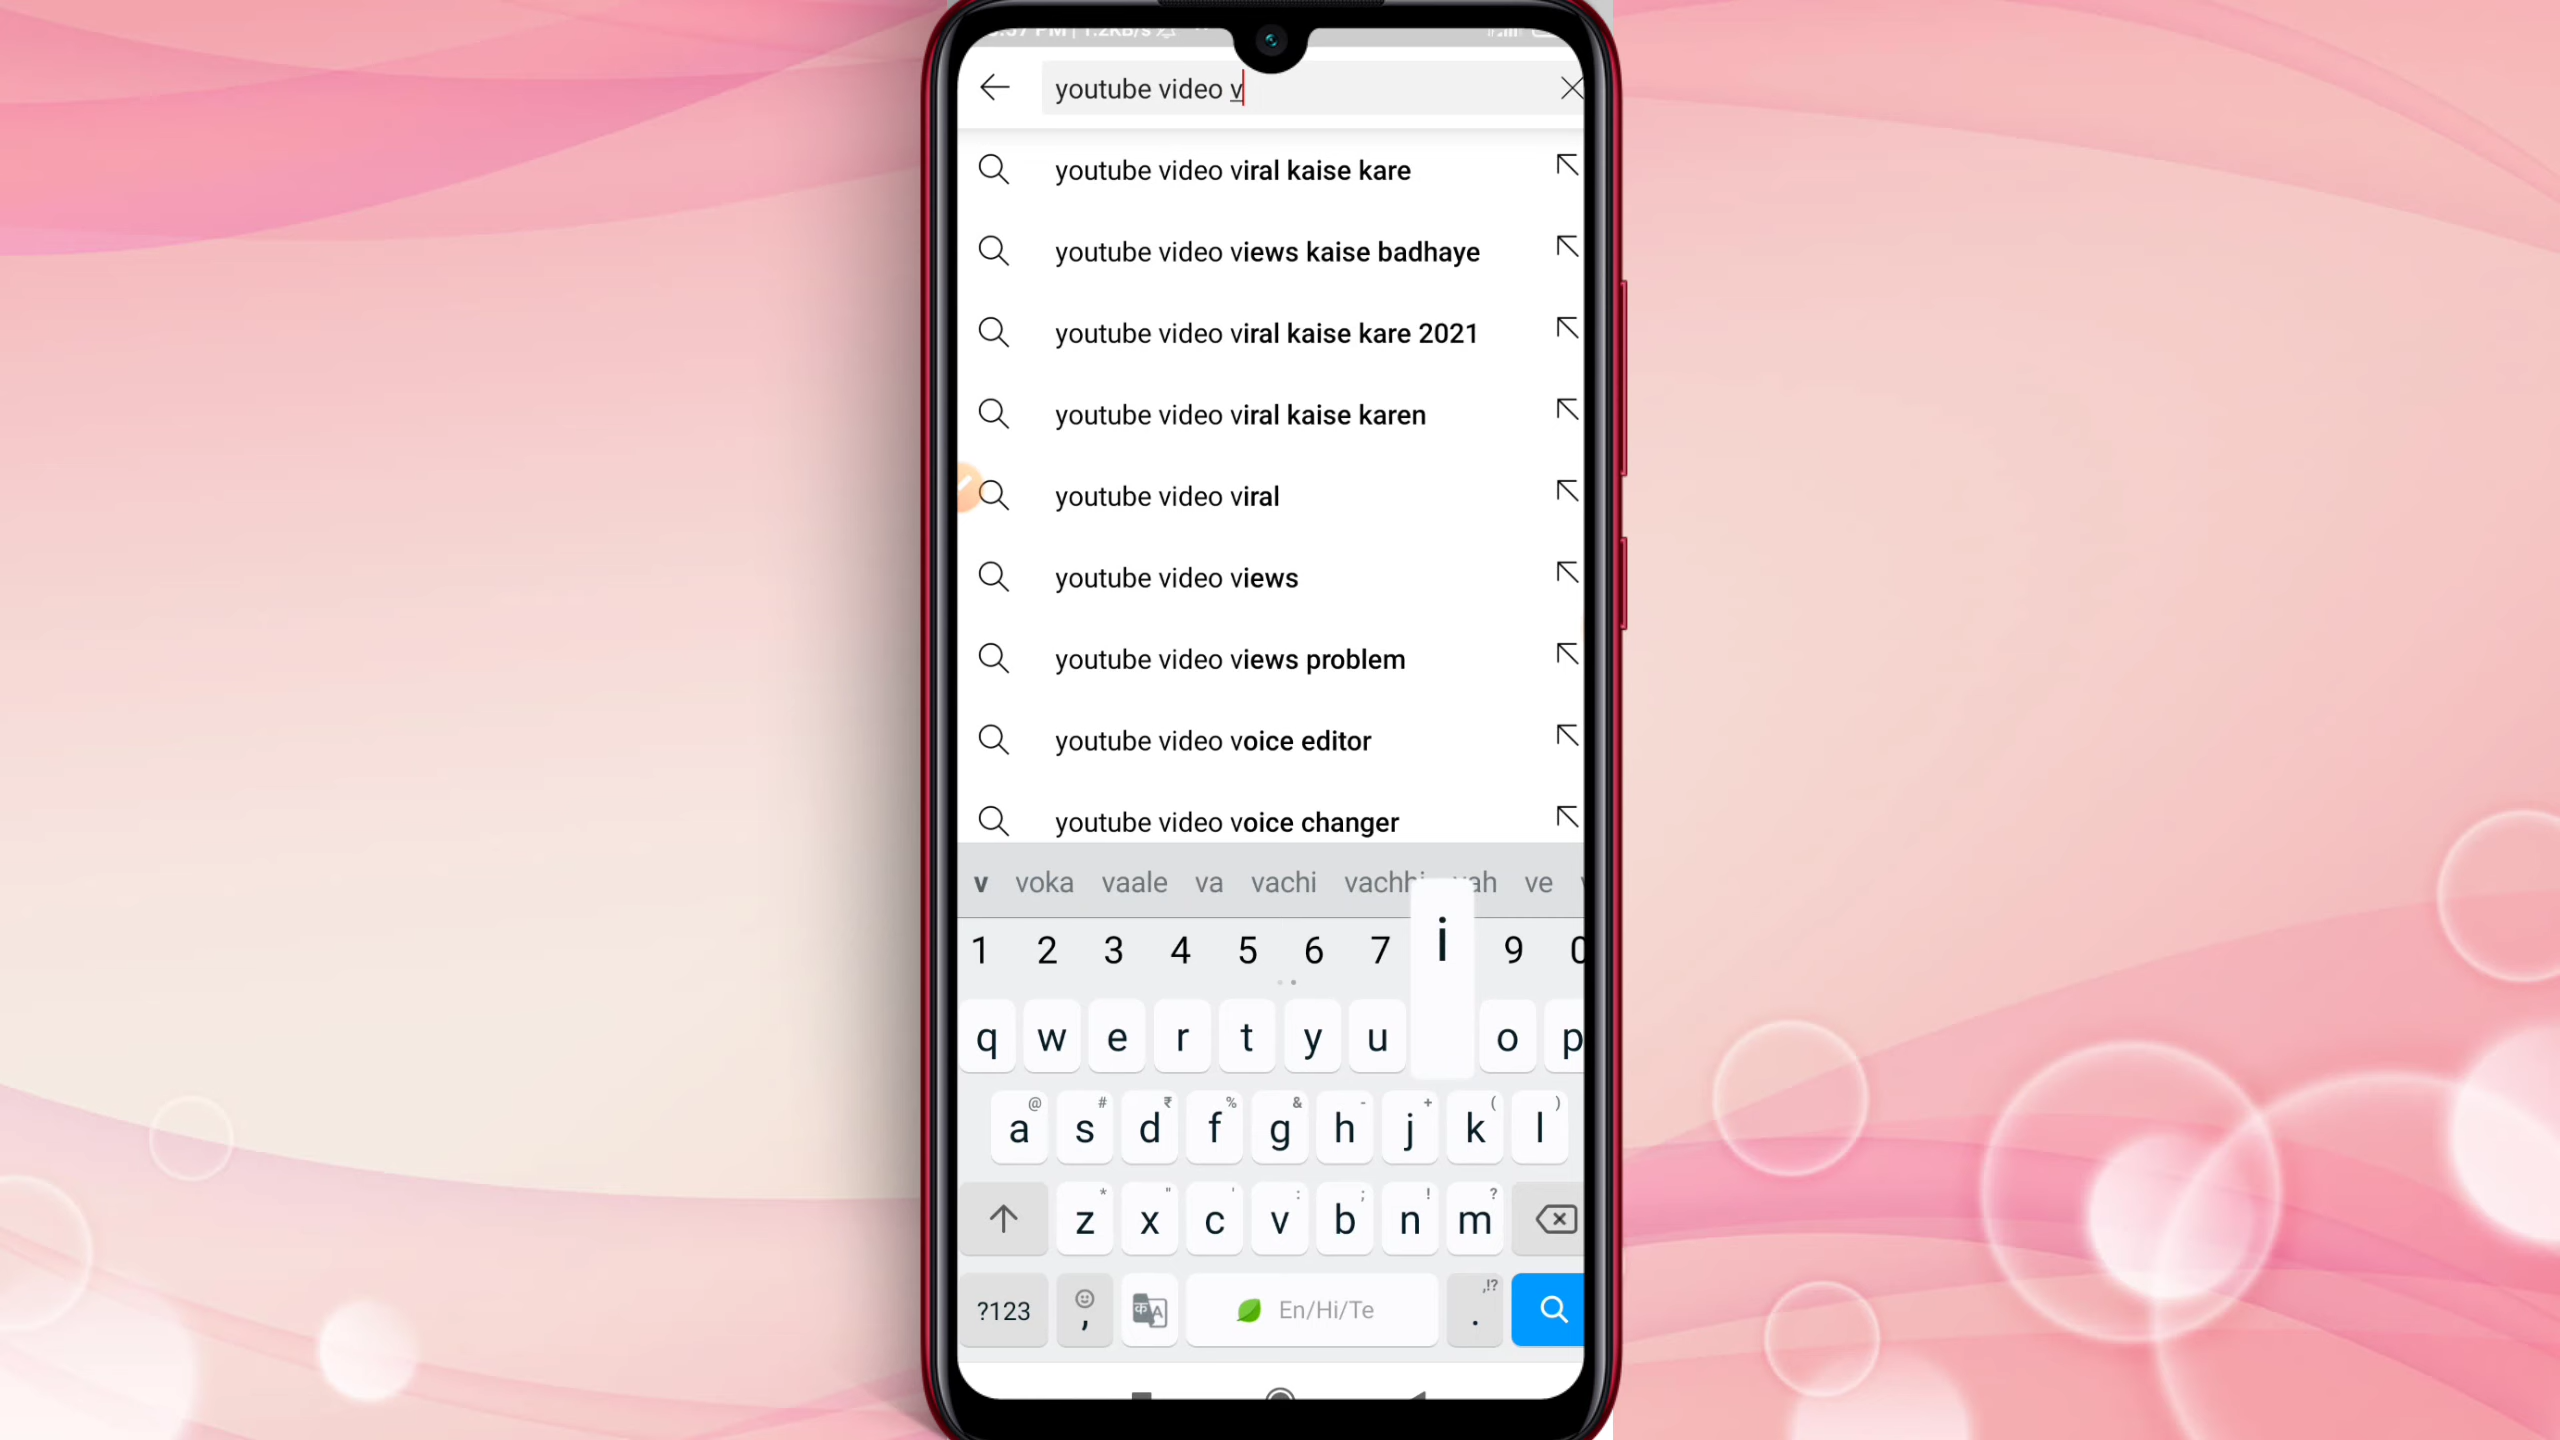 youtube video v
youtube video viral kaise kare
youtube video views kaise badhaye
youtube video viral kaise kare 2021
youtube video viral kaise karen
youtube video viral
youtube video views
youtube video views problem
youtube video voice editor
youtube video voice changer
v voka vaale va vachi ve
1 2 3 4 5 6 7 i 9 0
q w e r t y u o p
@ # ₹ % & - + ( )
a s d f g h j k l
* " ' : ; ! ?
z x c v b n m
,!?
?123 , En/Hi/Te .